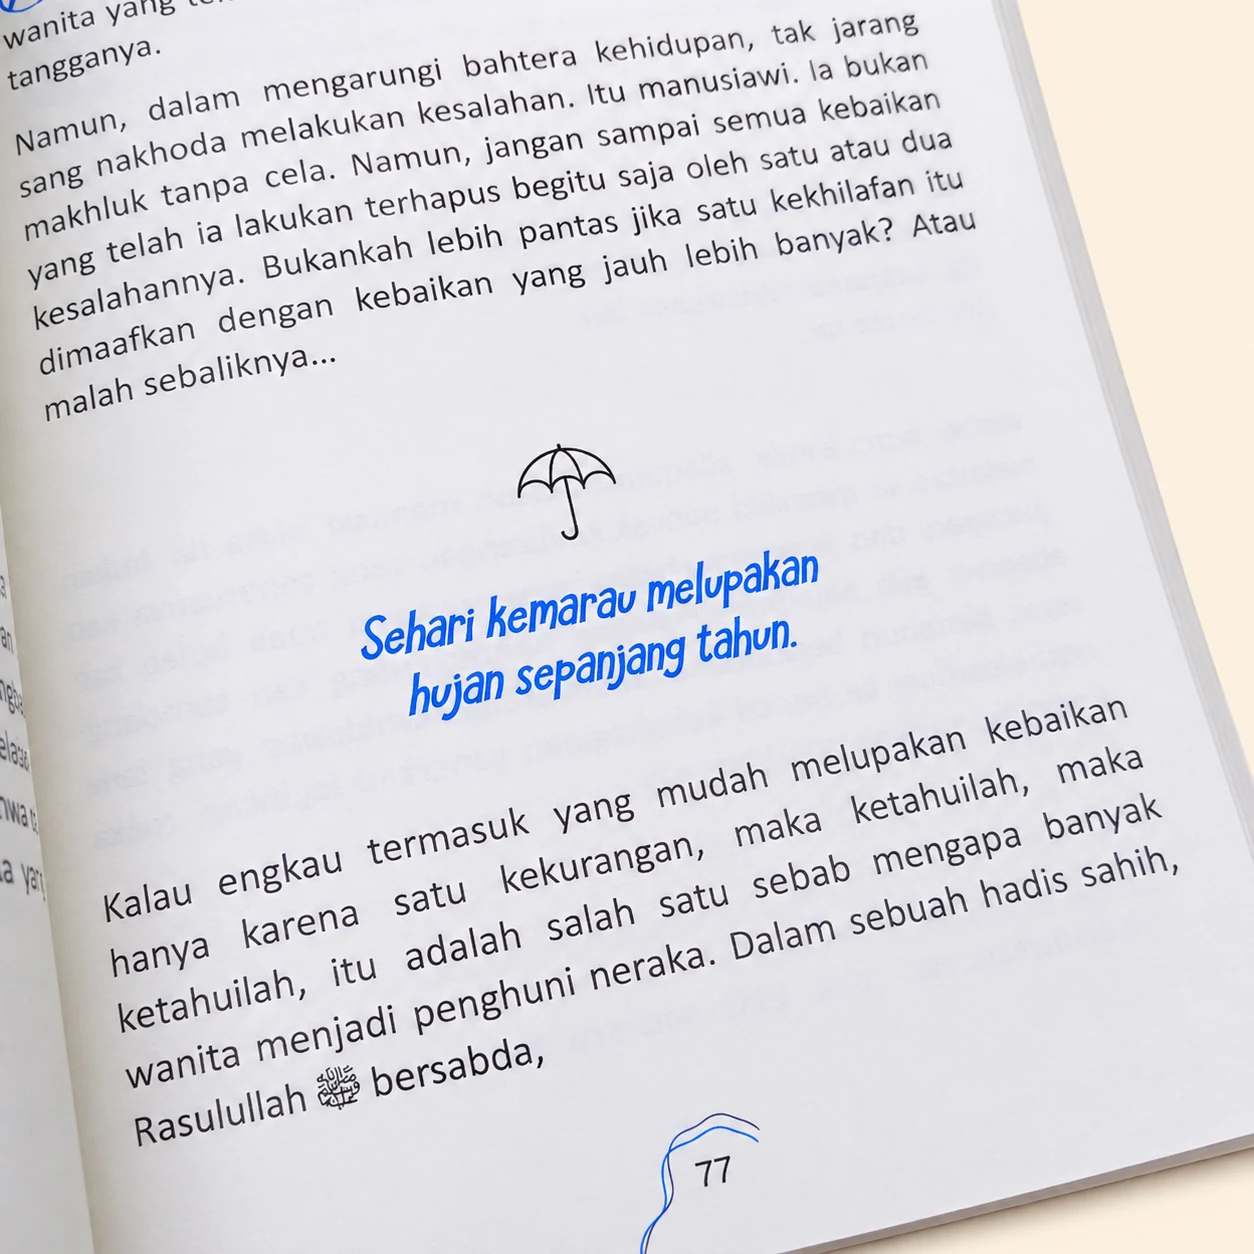 wanita yang
tangganya.
Namun, dalam mengarungi bahtera kehidupan, tak jarang
sang nakhoda melakukan kesalahan. Itu manusiawi. Ia bukan
makhluk tanpa cela. Namun, jangan sampai semua kebaikan
yang telah ia lakukan terhapus begitu saja oleh satu atau dua
kesalahannya. Bukankah lebih pantas jika satu kekhilafan itu
dimaafkan dengan kebaikan yang jauh lebih banyak? Atau
malah sebaliknya...
Sehari kemarau melupakan
hujan sepanjang tahun.
Kalau engkau termasuk yang mudah melupakan kebaikan
hanya karena satu kekurangan, maka ketahuilah, maka
ketahuilah, itu adalah salah satu sebab mengapa banyak
wanita menjadi penghuni neraka. Dalam sebuah hadis sahih,
Rasulullah ﷺ bersabda,
77